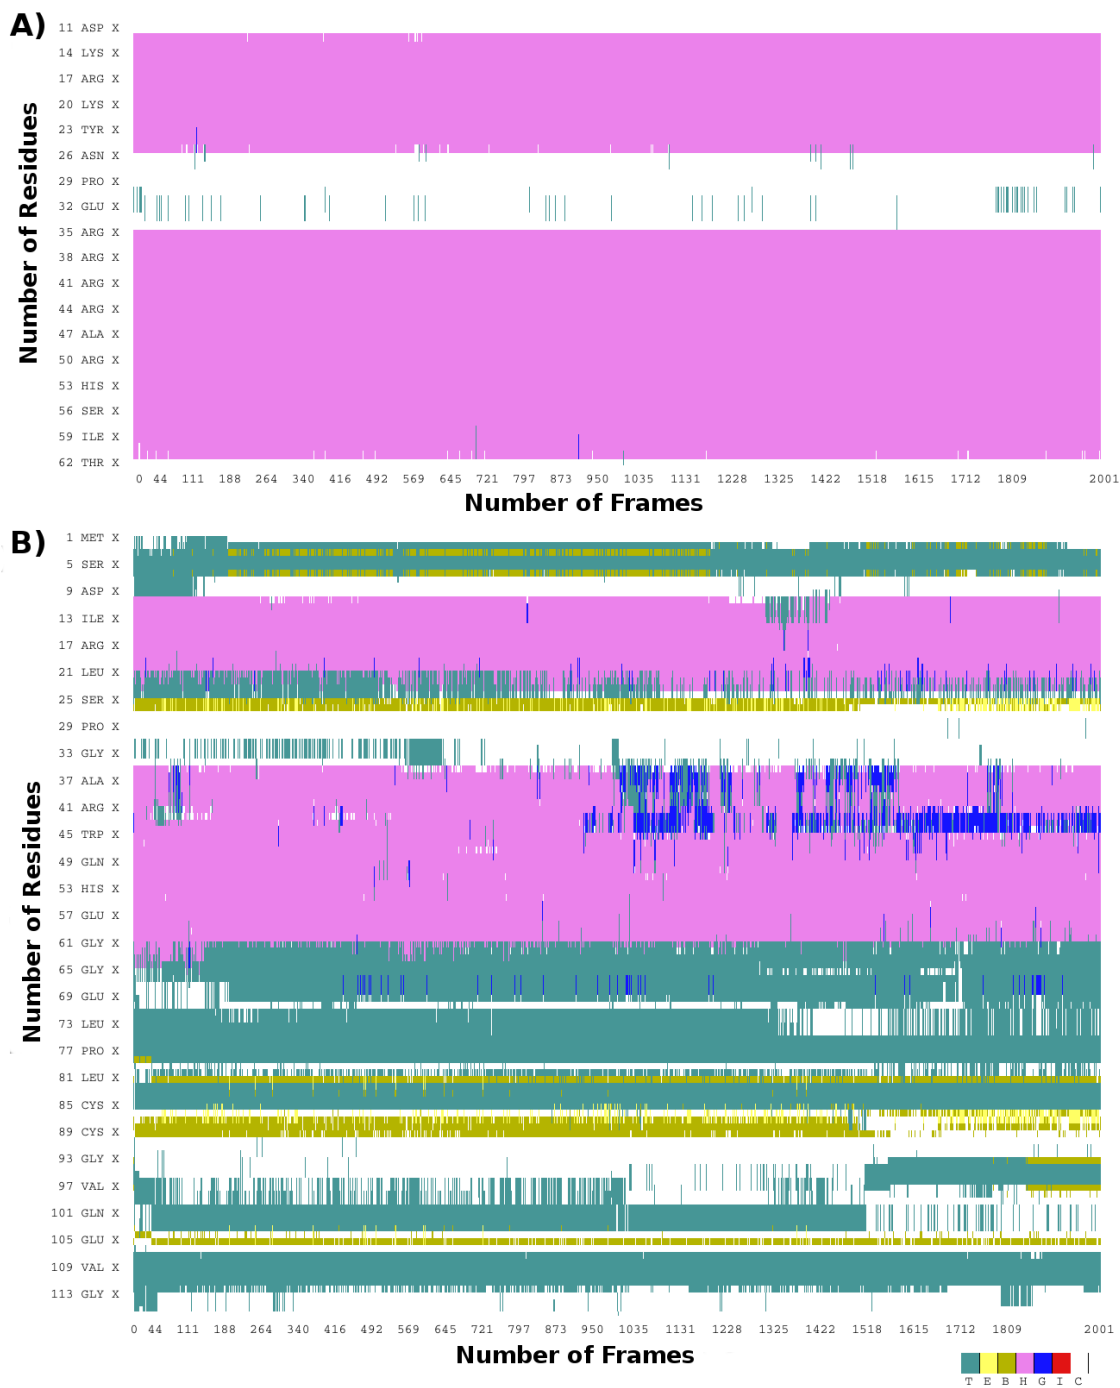 A)
11 ASP X
14 LYS X
17 ARG X
20 LYS X
23 TYR X
26 ASN X
29 PRO X
32 GLU X
35 ARG X
38 ARG X
41 ARG X
44 ARG X
47 ALA X
50 ARG X
53 HIS X
56 SER X
59 ILE X
62 THR X
Number of Residues
0 44 111 188 264 340 416 492 569 645 721 797 873 950 1035 1131 1228 1325 1422 1518 1615 1712 1809 2001
Number of Frames
B)
1 MET X
5 SER X
9 ASP X
13 ILE X
17 ARG X
21 LEU X
25 SER X
29 PRO X
33 GLY X
37 ALA X
41 ARG X
45 TRP X
49 GLN X
53 HIS X
57 GLU X
61 GLY X
65 GLY X
69 GLU X
73 LEU X
77 PRO X
81 LEU X
85 CYS X
89 CYS X
93 GLY X
97 VAL X
101 GLN X
105 GLU X
109 VAL X
113 GLY X
Number of Residues
0 44 111 188 264 340 416 492 569 645 721 797 873 950 1035 1131 1228 1325 1422 1518 1615 1712 1809 2001
Number of Frames
T E B H G I C